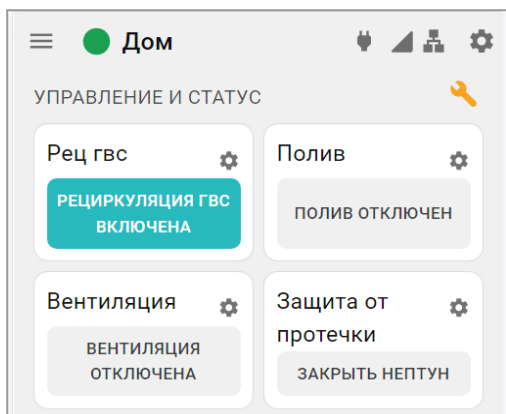 Дом
УПРАВЛЕНИЕ И СТАТУС
Рец гвс
РЕЦИРКУЛЯЦИЯ ГВС
ВКЛЮЧЕНА
Полив
ПОЛИВ ОТКЛЮЧЕН
Вентиляция
ВЕНТИЛЯЦИЯ
ОТКЛЮЧЕНА
Защита от
протечки
ЗАКРЫТЬ НЕПТУН